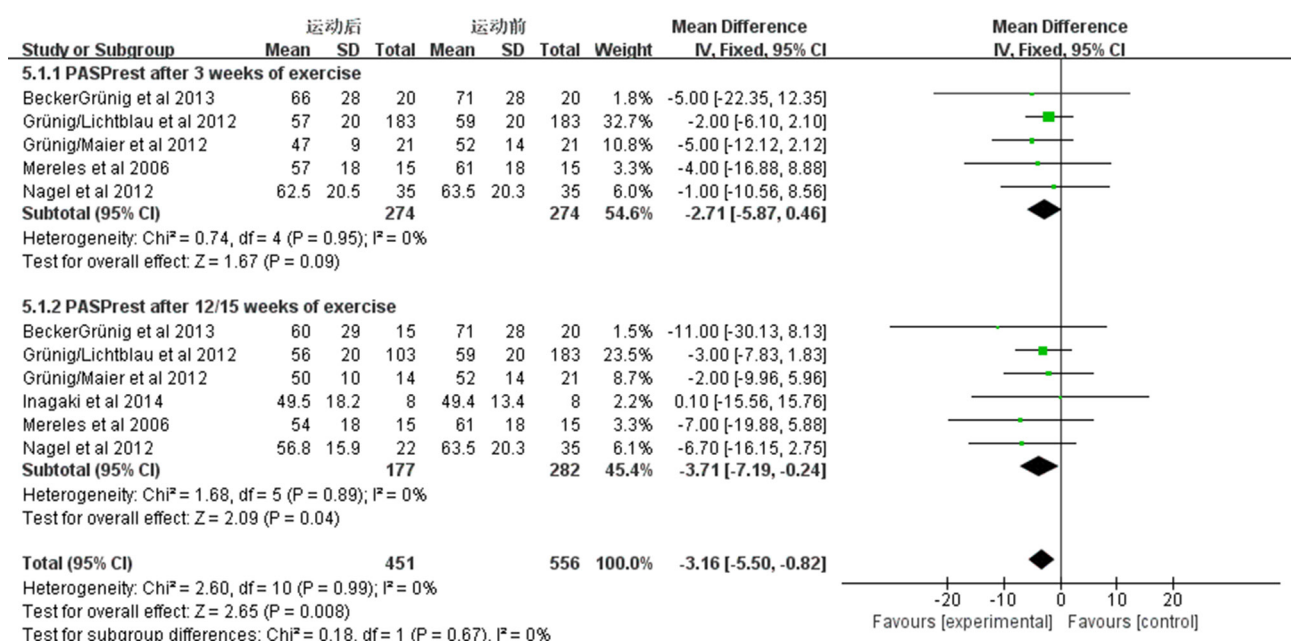 运动后 运动前 Mean Difference Mean Difference
Study or Subgroup Mean SD Total Mean SD Total Weight IV, Fixed, 95% CI IV, Fixed, 95% CI
5.1.1 PASPrest after 3 weeks of exercise
BeckerGrünig et al 2013 66 28 20 71 28 20 1.8% -5.00 [-22.35, 12.35]
Grünig/Lichtblau et al 2012 57 20 183 59 20 183 32.7% -2.00 [-6.10, 2.10]
Grünig/Maier et al 2012 47 9 21 52 14 21 10.8% -5.00 [-12.12, 2.12]
Mereles et al 2006 57 18 15 61 18 15 3.3% -4.00 [-16.88, 8.88]
Nagel et al 2012 62.5 20.5 35 63.5 20.3 35 6.0% -1.00 [-10.56, 8.56]
Subtotal (95% CI) 274 274 54.6% -2.71 [-5.87, 0.46]
Heterogeneity: Chi² = 0.74, df = 4 (P = 0.95); I² = 0%
Test for overall effect: Z = 1.67 (P = 0.09)
5.1.2 PASPrest after 12/15 weeks of exercise
BeckerGrünig et al 2013 60 29 15 71 28 20 1.5% -11.00 [-30.13, 8.13]
Grünig/Lichtblau et al 2012 56 20 103 59 20 183 23.5% -3.00 [-7.83, 1.83]
Grünig/Maier et al 2012 50 10 14 52 14 21 8.7% -2.00 [-9.96, 5.96]
Inagaki et al 2014 49.5 18.2 8 49.4 13.4 8 2.2% 0.10 [-15.56, 15.76]
Mereles et al 2006 54 18 15 61 18 15 3.3% -7.00 [-19.88, 5.88]
Nagel et al 2012 56.8 15.9 22 63.5 20.3 35 6.1% -6.70 [-16.15, 2.75]
Subtotal (95% CI) 177 282 45.4% -3.71 [-7.19, -0.24]
Heterogeneity: Chi² = 1.68, df = 5 (P = 0.89); I² = 0%
Test for overall effect: Z = 2.09 (P = 0.04)
Total (95% CI) 451 556 100.0% -3.16 [-5.50, -0.82]
Heterogeneity: Chi² = 2.60, df = 10 (P = 0.99); I² = 0%
Test for overall effect: Z = 2.65 (P = 0.008)
Test for subgroup differences: Chi² = 0.18, df = 1 (P = 0.67), I² = 0%
-20 -10 0 10 20
Favours [experimental] Favours [control]